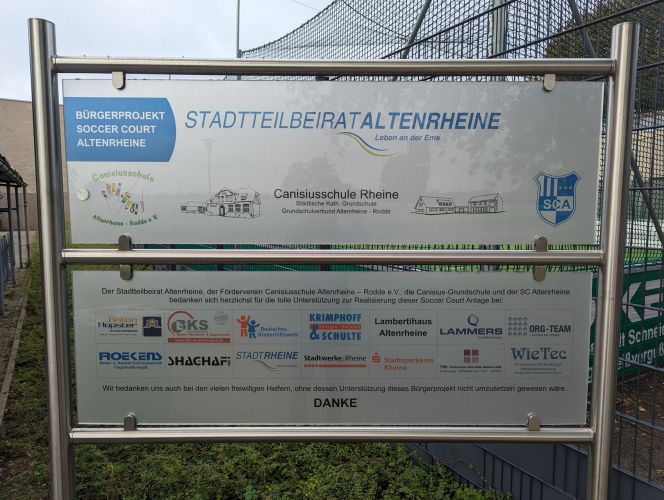 BÜRGERPROJEKT
SOCCER COURT
ALTENRHEINE
STADTTEILBEIRATALTENRHEINE
Leben an der Ems
Canisiusschule
Altenrheine - Rodde e.V.
Canisiusschule Rheine
Städtische Kath. Grundschule
Grundschulverbund Altenrheine - Rodde
SCA
Der Stadtteilbeirat Altenrheine, der Förderverein Canisiusschule Altenrheine – Rodde e.V., die Canisius-Grundschule und der SC Altenrheine
bedanken sich herzlichst für die tolle Unterstützung zur Realisierung dieser Soccer Court Anlage bei:
Hopster
BKS
Deutsches
Kinderhilfswerk
KRIMPHOFF
& SCHULTE
Lambertihaus
Altenrheine
LAMMERS
ORG-TEAM
ROEKENS
SHACHAFI
STADTRHEINE
Stadtwerke Rheine
Stadtsparkasse
Rheine
WIETEC
Wir bedanken uns auch bei den vielen freiwilligen Helfern, ohne dessen Unterstützung dieses Bürgerprojekt nicht umzusetzen gewesen wäre.
DANKE